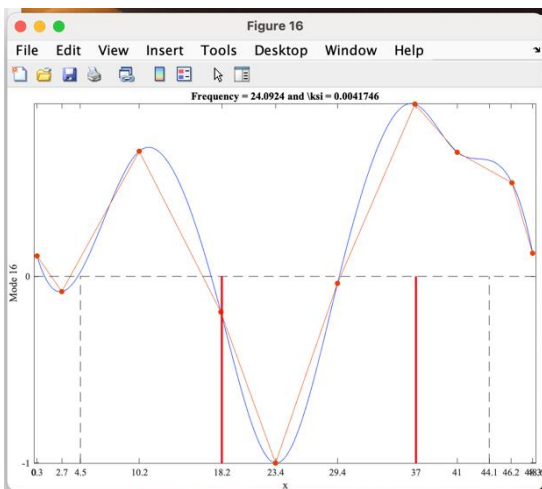 Figure 16
File Edit View Insert Tools Desktop Window Help
Frequency = 24.0924 and \ksi = 0.0041746
Mode 16
0
-1
0.3 2.7 4.5 10.2 18.2 23.4 29.4 37 41 44.1 46.2
x